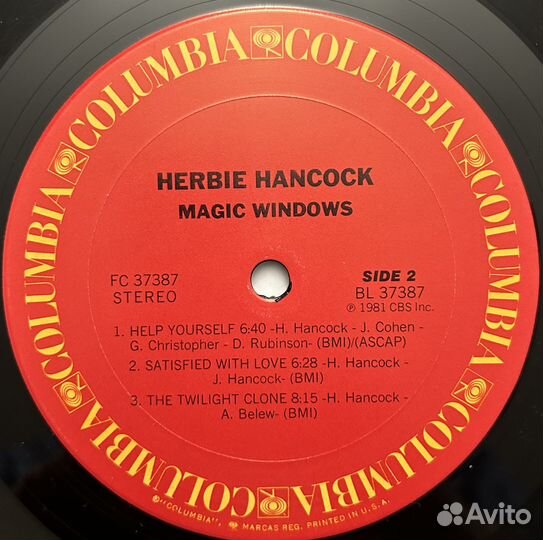 COLUMBIA COLUMBIA COLUMBIA COLUMBIA COLUMBIA COLUMBIA
HERBIE HANCOCK
MAGIC WINDOWS
FC 37387
STEREO
SIDE 2
BL 37387
℗ 1981 CBS Inc.
1. HELP YOURSELF 6:40 -H. Hancock - J. Cohen -
G. Christopher - D. Rubinson- (BMI)/(ASCAP)
2. SATISFIED WITH LOVE 6:28 -H. Hancock -
J. Hancock- (BMI)
3. THE TWILIGHT CLONE 8:15 -H. Hancock -
A. Belew- (BMI)
®"COLUMBIA", MARCAS REG. PRINTED IN U.S.A.
Avito